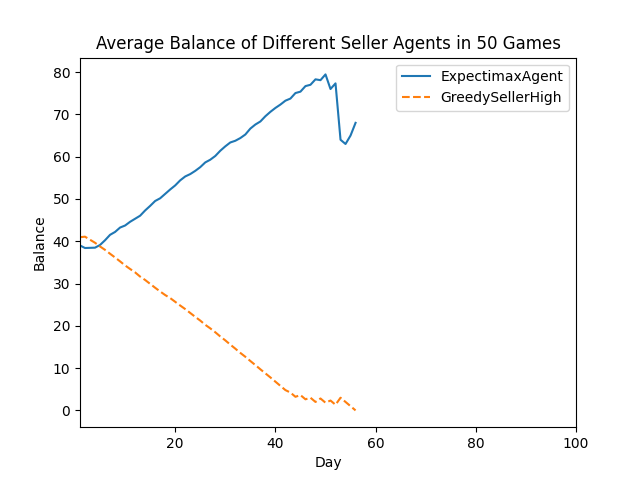 Average Balance of Different Seller Agents in 50 Games
ExpectimaxAgent
GreedySellerHigh
80
70
60
50
40
30
20
10
0
Balance
20
40
60
80
100
Day